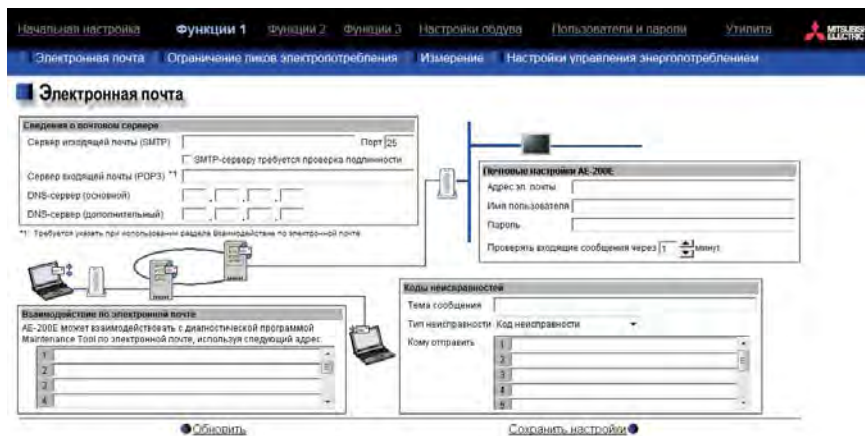 Начальная настройка Функции 1 Функции 2 Функции 3 Настройки обдува Пользователи и пароли Утилита MITSUBISHI ELECTRIC
Электронная почта Ограничение пиков электропотребления Измерение Настройки управления энергопотреблением
Электронная почта
Сведения о почтовом сервере
Сервер исходящей почты (SMTP) Порт 25
SMTP-серверу требуется проверка подлинности
Сервер входящей почты (POP3) *1
DNS-сервер (основной) . . .
DNS-сервер (дополнительный) . . .
*1: Требуется указать при использовании раздела Взаимодействие по электронной почте
Почтовые настройки AE-200E
Адрес эл. почты
Имя пользователя
Пароль
Проверять входящие сообщения через 1 минут
Взаимодействие по электронной почте
AE-200E может взаимодействовать с диагностической программой
Maintenance Tool по электронной почте, используя следующий адрес:
1
2
3
4
Коды неисправностей
Тема сообщения
Тип неисправности Код неисправности
Кому отправить 1
2
3
4
5
Обновить Сохранить настройки